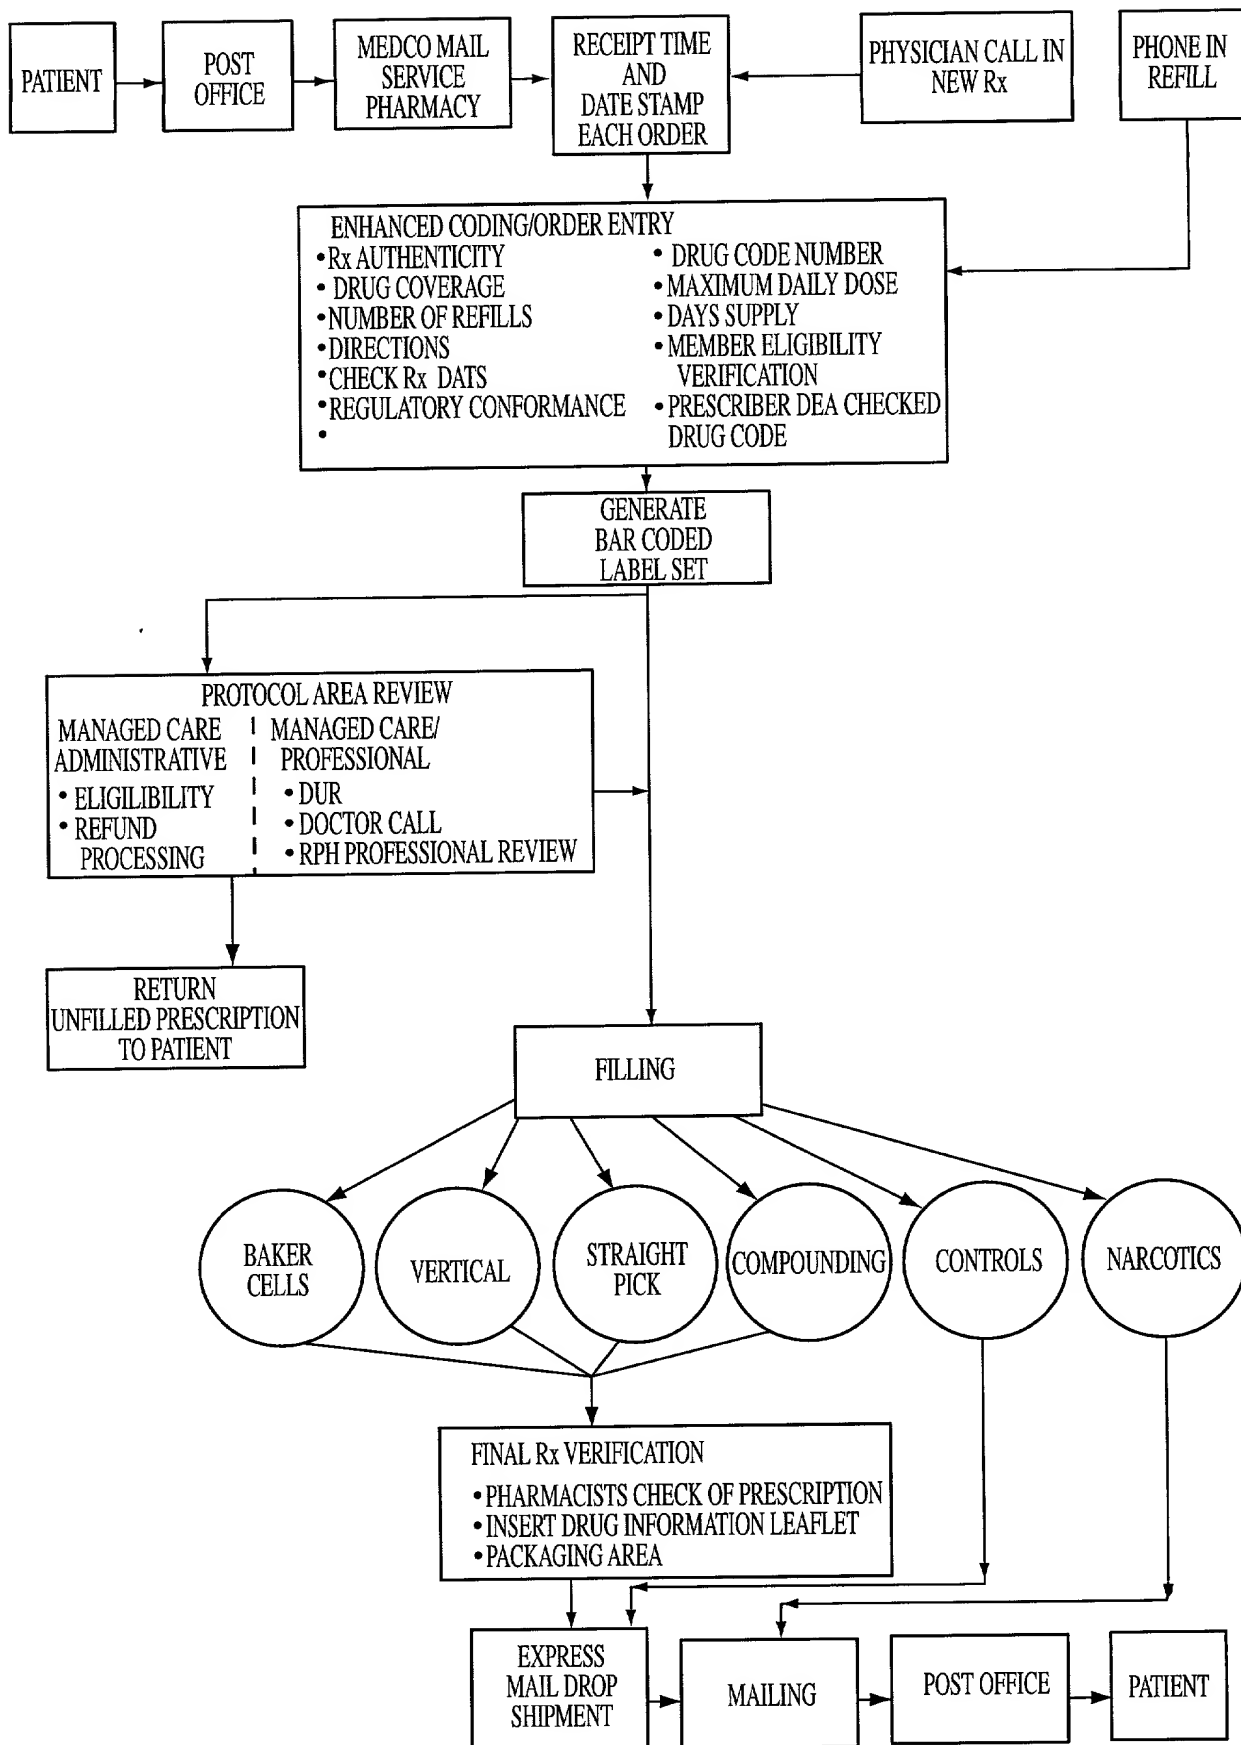 PATIENT
POST
OFFICE
MEDCO MAIL
SERVICE
PHARMACY
RECEIPT TIME
AND
DATE STAMP
EACH ORDER
PHYSICIAN CALL IN
NEW Rx
PHONE IN
REFILL
ENHANCED CODING/ORDER ENTRY
•Rx AUTHENTICITY
• DRUG COVERAGE
•NUMBER OF REFILLS
•DIRECTIONS
•CHECK Rx DATS
•REGULATORY CONFORMANCE
•
• DRUG CODE NUMBER
•MAXIMUM DAILY DOSE
•DAYS SUPPLY
•MEMBER ELIGIBILITY
VERIFICATION
•PRESCRIBER DEA CHECKED
DRUG CODE
GENERATE
BAR CODED
LABEL SET
PROTOCOL AREA REVIEW
MANAGED CARE
ADMINISTRATIVE
• ELIGILIBILITY
• REFUND
PROCESSING
MANAGED CARE/
PROFESSIONAL
•DUR
•DOCTOR CALL
•RPH PROFESSIONAL REVIEW
RETURN
UNFILLED PRESCRIPTION
TO PATIENT
FILLING
BAKER
CELLS
VERTICAL
STRAIGHT
PICK
COMPOUNDING
CONTROLS
NARCOTICS
FINAL Rx VERIFICATION
•PHARMACISTS CHECK OF PRESCRIPTION
•INSERT DRUG INFORMATION LEAFLET
•PACKAGING AREA
EXPRESS
MAIL DROP
SHIPMENT
MAILING
POST OFFICE
PATIENT